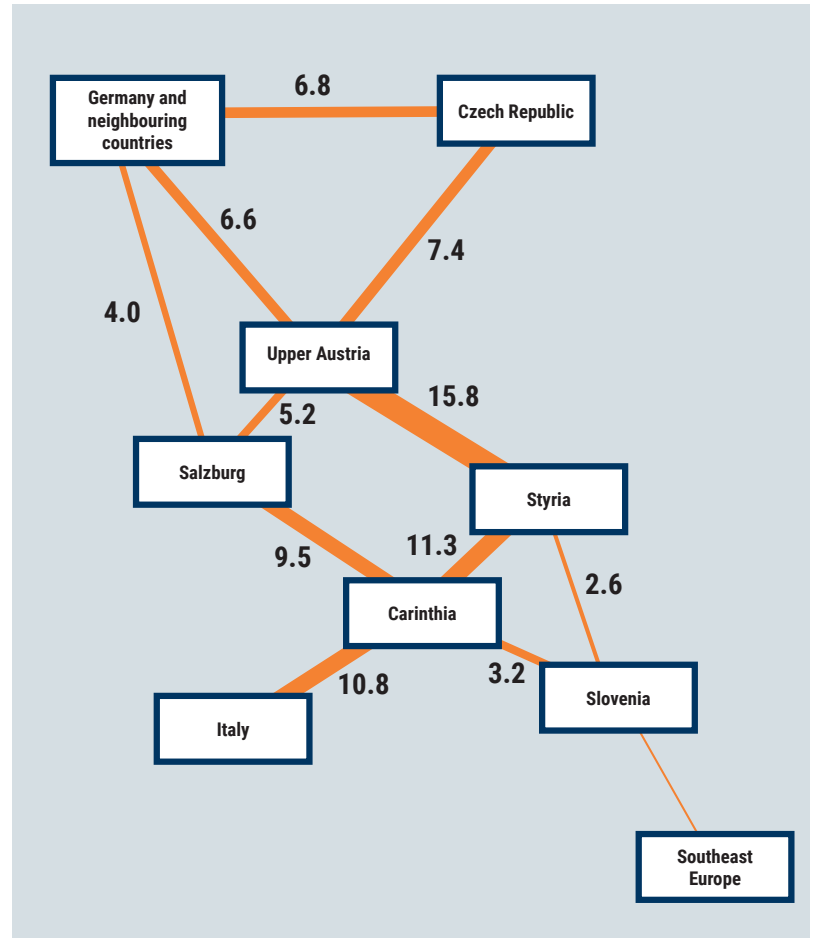 6.8
Germany and
neighbouring
countries
Czech Republic
6.6
7.4
4.0
Upper Austria
15.8
5.2
Salzburg
Styria
11.3
9.5
2.6
Carinthia
3.2
10.8
Slovenia
Italy
Southeast
Europe